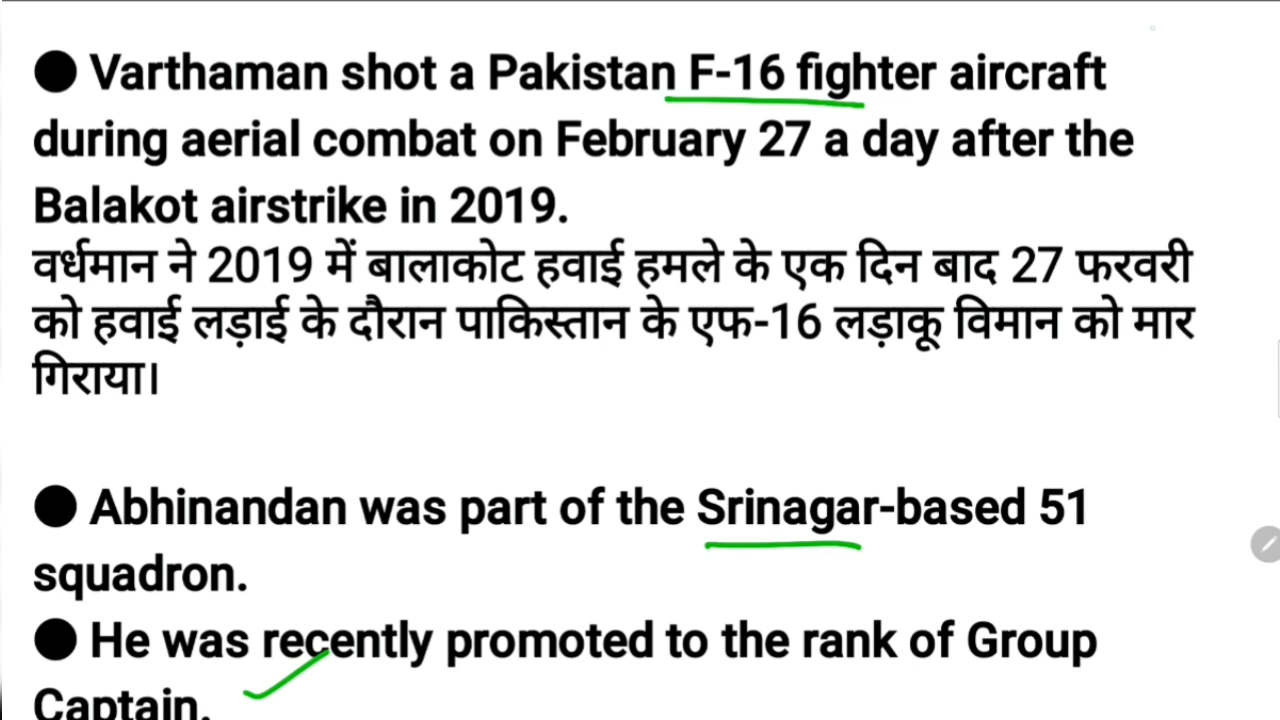 ● Varthaman shot a Pakistan F-16 fighter aircraft
during aerial combat on February 27 a day after the
Balakot airstrike in 2019.
वर्धमान ने 2019 में बालाकोट हवाई हमले के एक दिन बाद 27 फरवरी
को हवाई लड़ाई के दौरान पाकिस्तान के एफ-16 लड़ाकू विमान को मार
गिराया।
● Abhinandan was part of the Srinagar-based 51
squadron.
● He was recently promoted to the rank of Group
Captain.